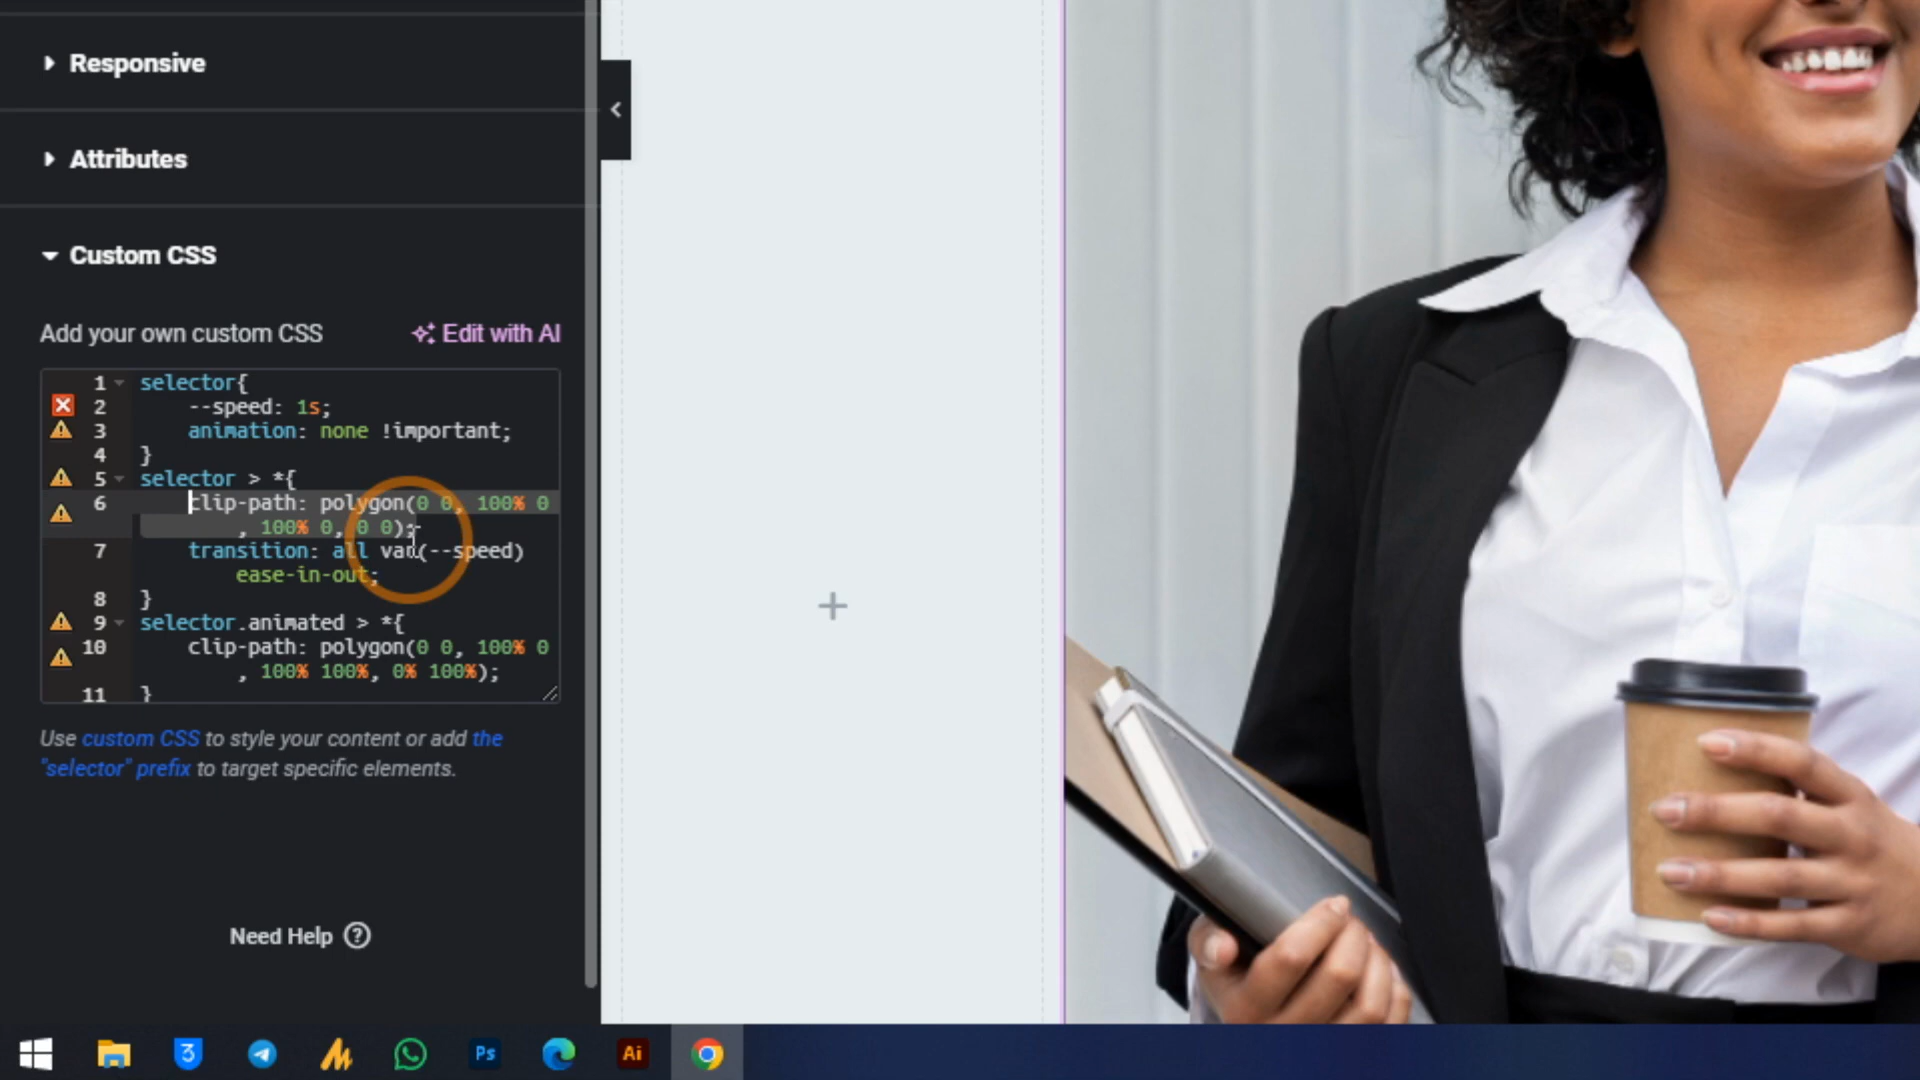 Responsive
Attributes
Custom CSS
Add your own custom CSS
Edit with AI
1 selector{
2 --speed: 1s;
3 animation: none !important;
4 }
5 selector > *{
6 clip-path: polygon(0 0, 100% 0
, 100% 0, 0 0);
7 transition: all var(--speed)
ease-in-out;
8 }
9 selector.animated > *{
10 clip-path: polygon(0 0, 100% 0
, 100% 100%, 0% 100%);
11 }
Use custom CSS to style your content or add the
"selector" prefix to target specific elements.
Need Help ?
3
Ps
Ai